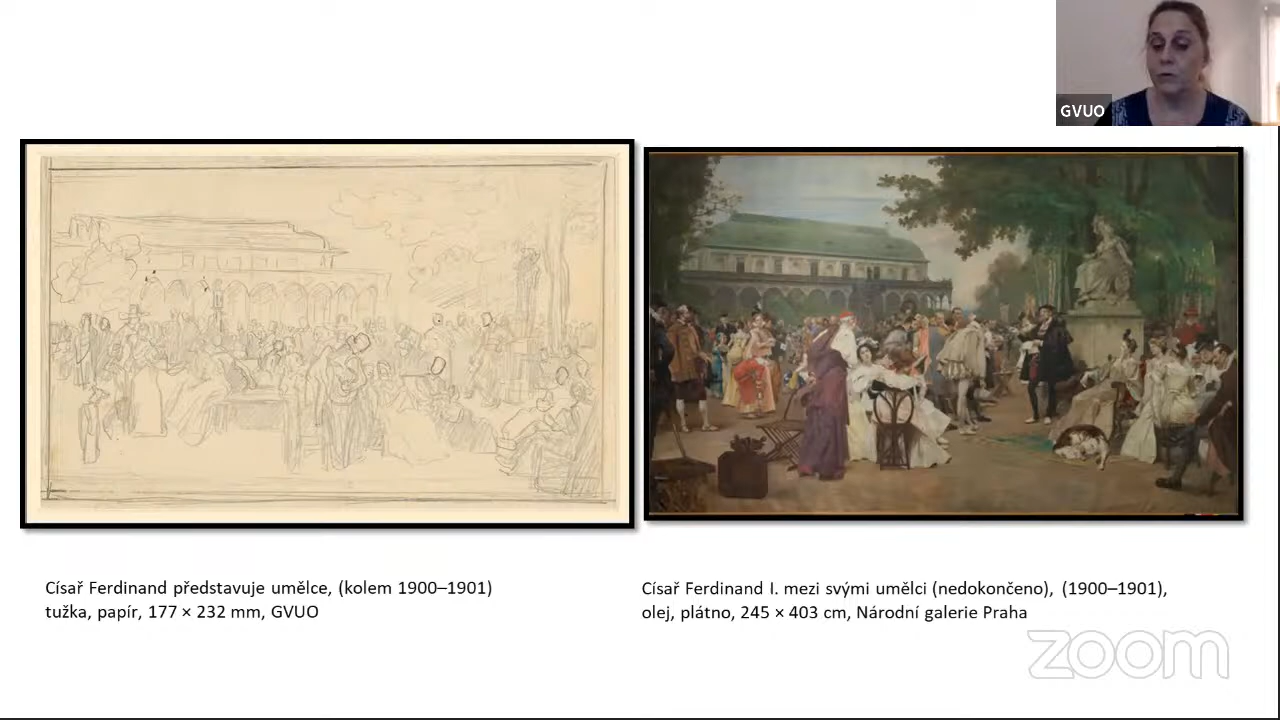 GVUO
Císař Ferdinand představuje umělce, (kolem 1900–1901)
tužka, papír, 177 × 232 mm, GVUO
Císař Ferdinand I. mezi svými umělci (nedokončeno), (1900–1901),
olej, plátno, 245 × 403 cm, Národní galerie Praha
zoom